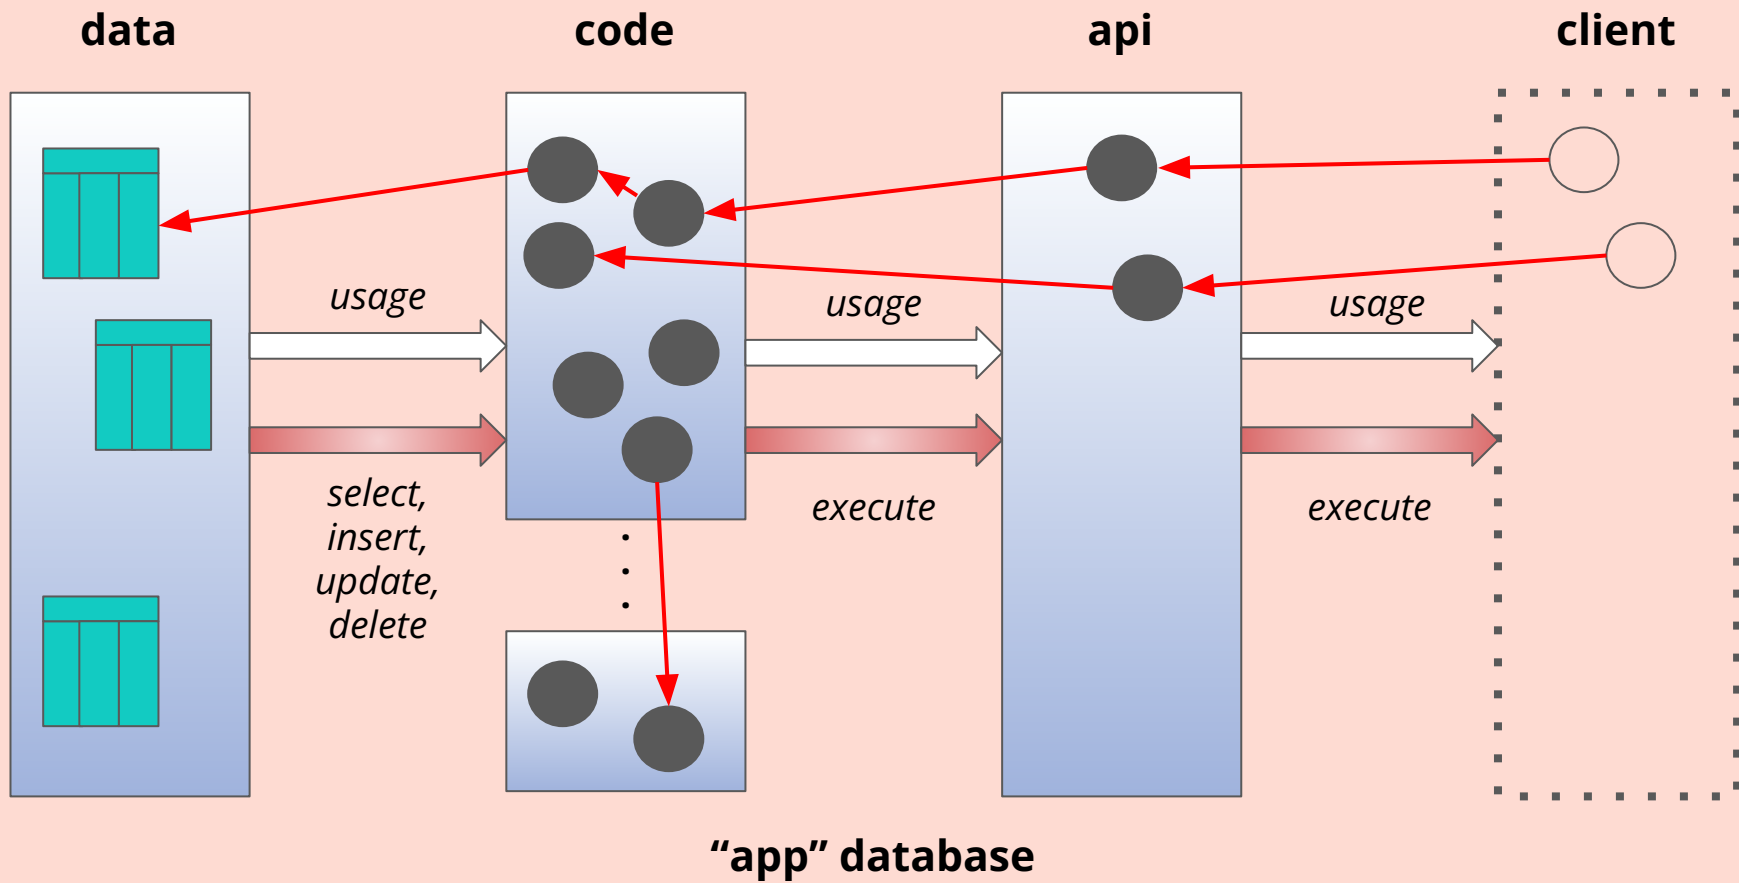 data
code
api
client
usage
usage
usage
select,
insert,
update,
delete
execute
execute
“app” database